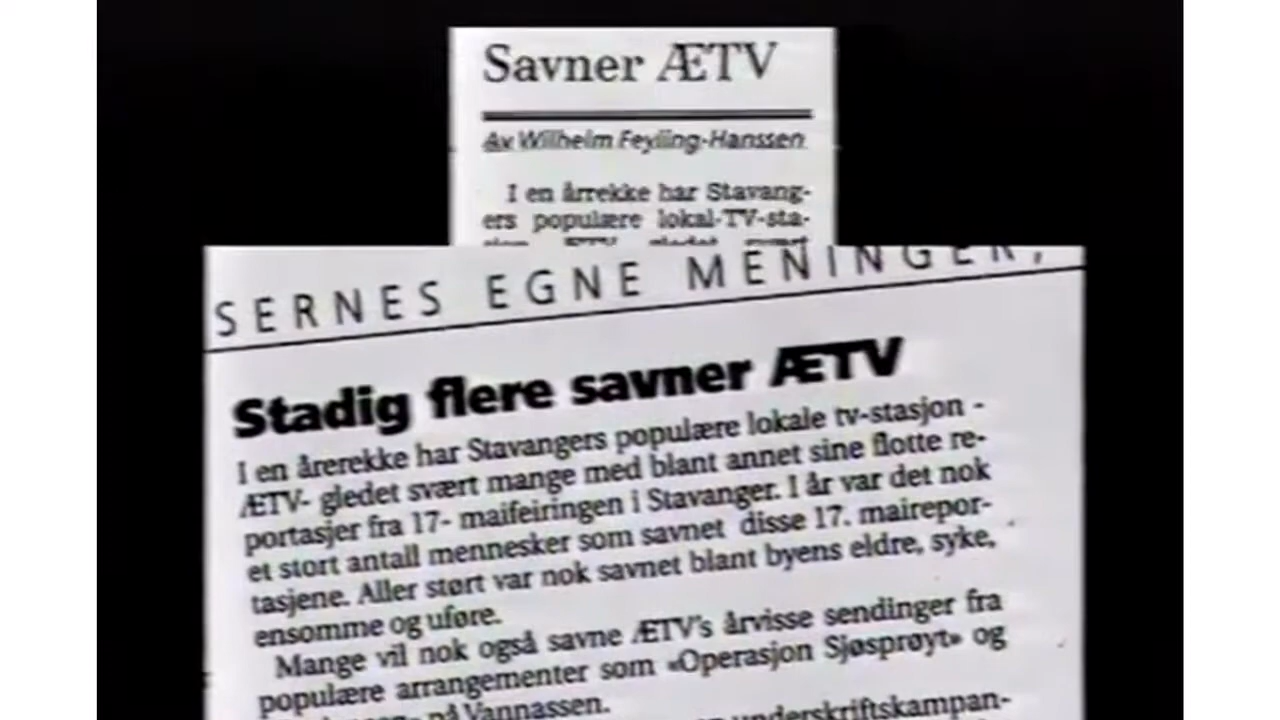 Savner ÆTV
Av Wilhelm Feyling-Hanssen
I en årrekke har Stavang-
ers populære lokal-TV-sta-
sjon ÆTV gledet svært
SERNES EGNE MENINGER,
Stadig flere savner ÆTV
I en årerekke har Stavangers populære lokale tv-stasjon -
ÆTV- gledet svært mange med blant annet sine flotte re-
portasjer fra 17- maifeiringen i Stavanger. I år var det nok
et stort antall mennesker som savnet disse 17. mairepor-
tasjene. Aller størt var nok savnet blant byens eldre, syke,
ensomme og uføre.
Mange vil nok også savne ÆTV's årvisse sendinger fra
populære arrangementer som «Operasjon Sjøsprøyt» og
på Vannassen.
underskriftskampan-